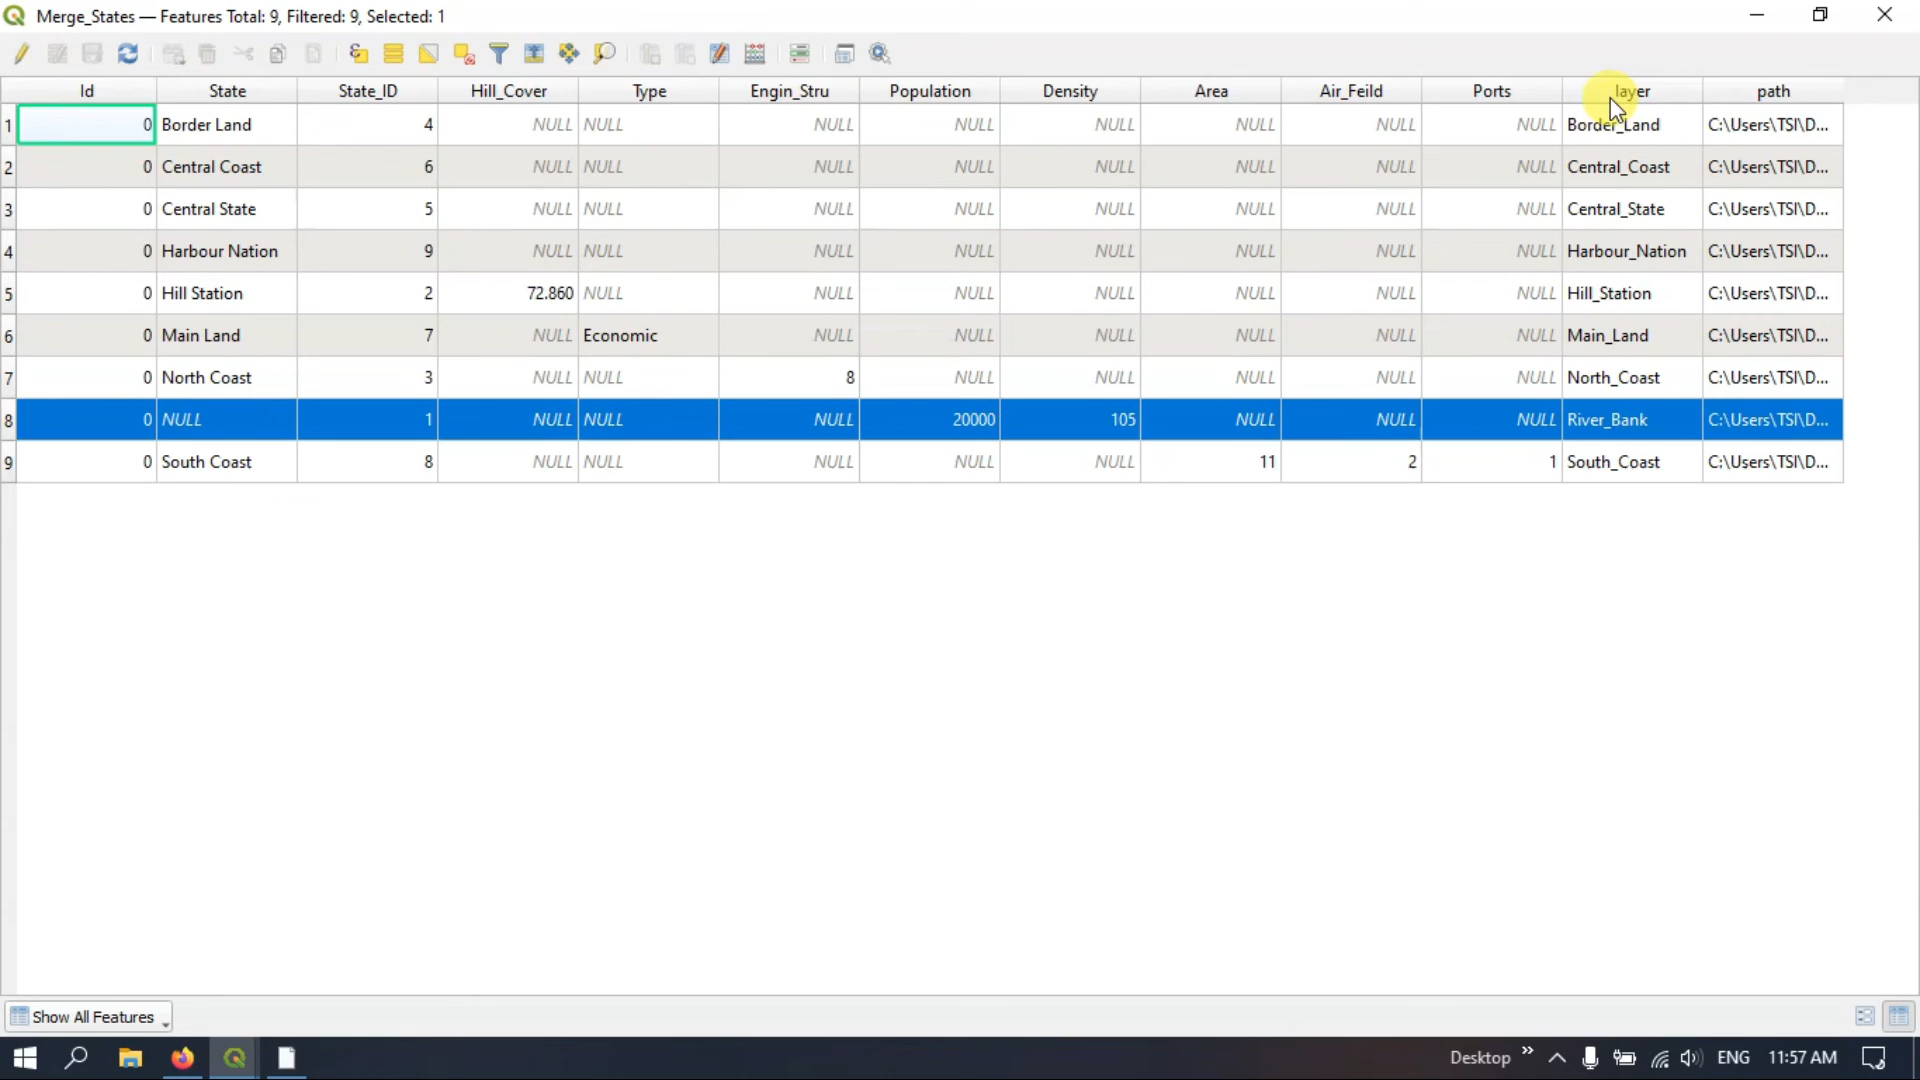 Merge_States — Features Total: 9, Filtered: 9, Selected: 1
Id State State_ID Hill_Cover Type Engin_Stru Population Density Area Air_Feild Ports layer path
1 0 Border Land 4 NULL NULL NULL NULL NULL NULL NULL NULL Border_Land C:\Users\TSI\D...
2 0 Central Coast 6 NULL NULL NULL NULL NULL NULL NULL NULL Central_Coast C:\Users\TSI\D...
3 0 Central State 5 NULL NULL NULL NULL NULL NULL NULL NULL Central_State C:\Users\TSI\D...
4 0 Harbour Nation 9 NULL NULL NULL NULL NULL NULL NULL NULL Harbour_Nation C:\Users\TSI\D...
5 0 Hill Station 2 72.860 NULL NULL NULL NULL NULL NULL NULL Hill_Station C:\Users\TSI\D...
6 0 Main Land 7 NULL Economic NULL NULL NULL NULL NULL NULL Main_Land C:\Users\TSI\D...
7 0 North Coast 3 NULL NULL 8 NULL NULL NULL NULL NULL North_Coast C:\Users\TSI\D...
8 0 NULL 1 NULL NULL NULL 20000 105 NULL NULL NULL River_Bank C:\Users\TSI\D...
9 0 South Coast 8 NULL NULL NULL NULL NULL 11 2 1 South_Coast C:\Users\TSI\D...
Show All Features
Desktop » ENG 11:57 AM